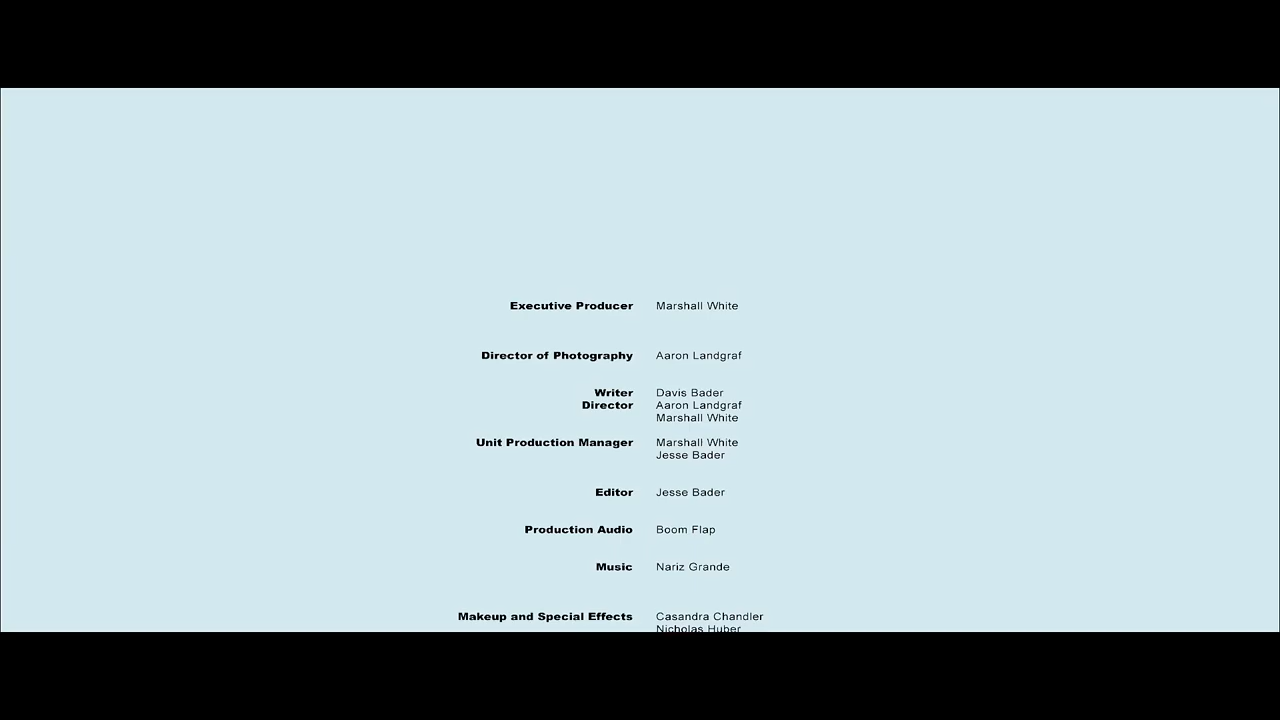 Executive Producer Marshall White
Director of Photography Aaron Landgraf
Writer Davis Bader
Director Aaron Landgraf
Marshall White
Unit Production Manager Marshall White
Jesse Bader
Editor Jesse Bader
Production Audio Boom Flap
Music Nariz Grande
Makeup and Special Effects Casandra Chandler
Nicholas Huber